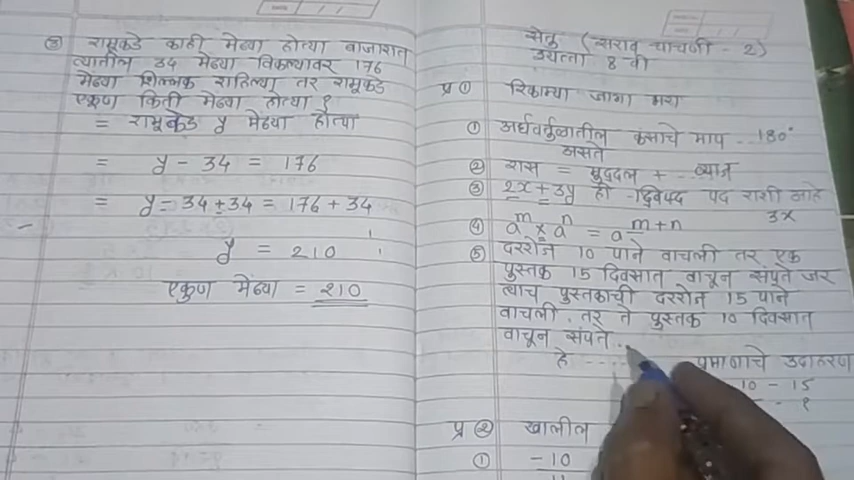 ③ रामूकडे काही मेंढ्या होत्या बाजारात
त्यातील 34 मेंढ्या विकल्यावर 176
मेंढ्या शिल्लक राहिल्या तर रामूकडे
एकूण किती मेंढ्या होत्या ?
= रामूकडे y मेंढ्या होत्या
= y - 34 = 176
= y - 34 + 34 = 176 + 34
y = 210
एकुण मेंढ्या = 210
सेतु (सराव चाचणी - 2)
इयत्ता 8 वी
प्र ① रिकाम्या जागा भरा
① अर्धवर्तुळातील कंसाचे माप - - 180°
असते
② रास = मुद्दल + - - व्याज
③ 2x + 3y ही - द्विपद पद राशी आहे
3x
④ a^m × a^n = a^m+n
⑤ दररोज 10 पाने वाचली तर एक
पुस्तक 15 दिवसात वाचून संपते जर
त्याच पुस्तकाची दररोज 15 पाने
वाचली . तर ते पुस्तक 10 दिवसात
वाचून संपते . .
हे - - - प्रमाणाचे उदाहरण
10 - 15
- - ?
प्र ② खालील
① -10